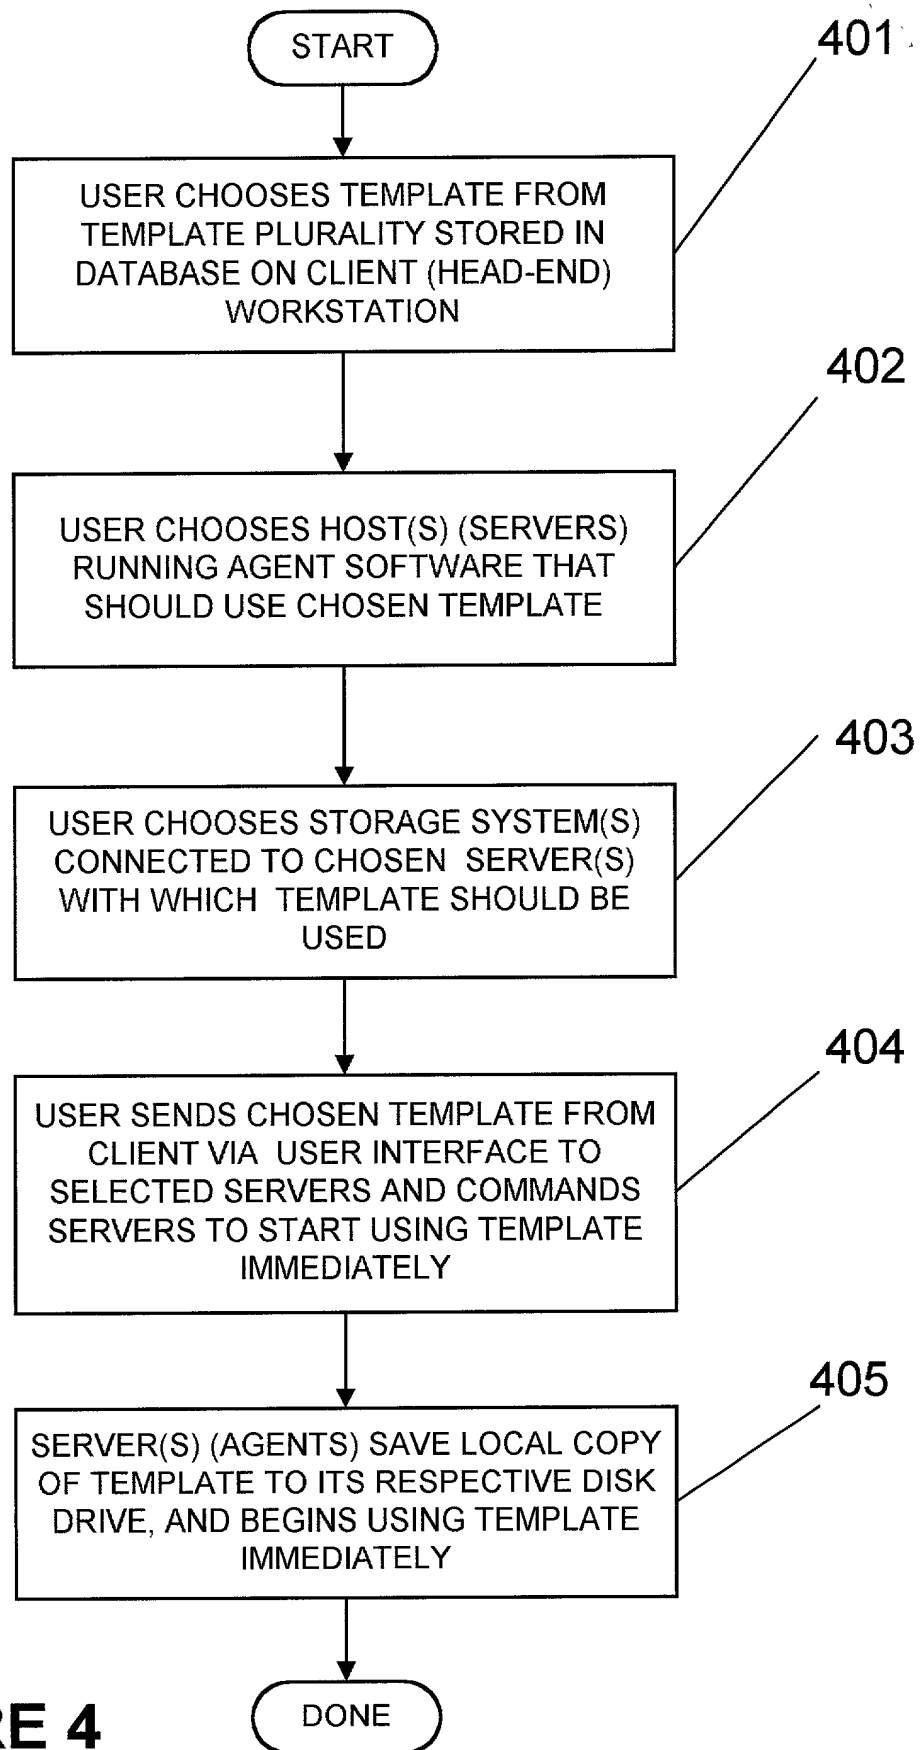 START
401
USER CHOOSES TEMPLATE FROM
TEMPLATE PLURALITY STORED IN
DATABASE ON CLIENT (HEAD-END)
WORKSTATION
402
USER CHOOSES HOST(S) (SERVERS)
RUNNING AGENT SOFTWARE THAT
SHOULD USE CHOSEN TEMPLATE
403
USER CHOOSES STORAGE SYSTEM(S)
CONNECTED TO CHOSEN SERVER(S)
WITH WHICH TEMPLATE SHOULD BE
USED
404
USER SENDS CHOSEN TEMPLATE FROM
CLIENT VIA USER INTERFACE TO
SELECTED SERVERS AND COMMANDS
SERVERS TO START USING TEMPLATE
IMMEDIATELY
405
SERVER(S) (AGENTS) SAVE LOCAL COPY
OF TEMPLATE TO ITS RESPECTIVE DISK
DRIVE, AND BEGINS USING TEMPLATE
IMMEDIATELY
DONE
RE 4